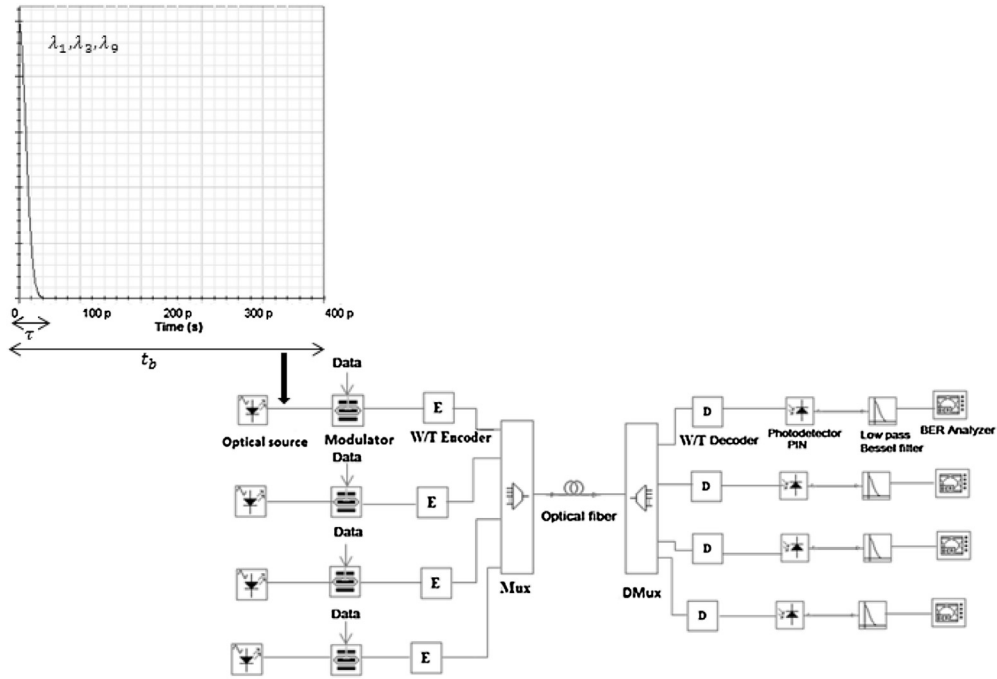 λ₁,λ₃,λ₉
0 100 p 200 p 300 p 400 p
Time (s)
τ
t_b
Data
E
D
Optical source Modulator W/T Encoder
W/T Decoder Photodetector PIN Low pass Bessel filter BER Analyzer
Data
E
D
Optical fiber
Data
E
D
Mux
DMux
Data
E
D